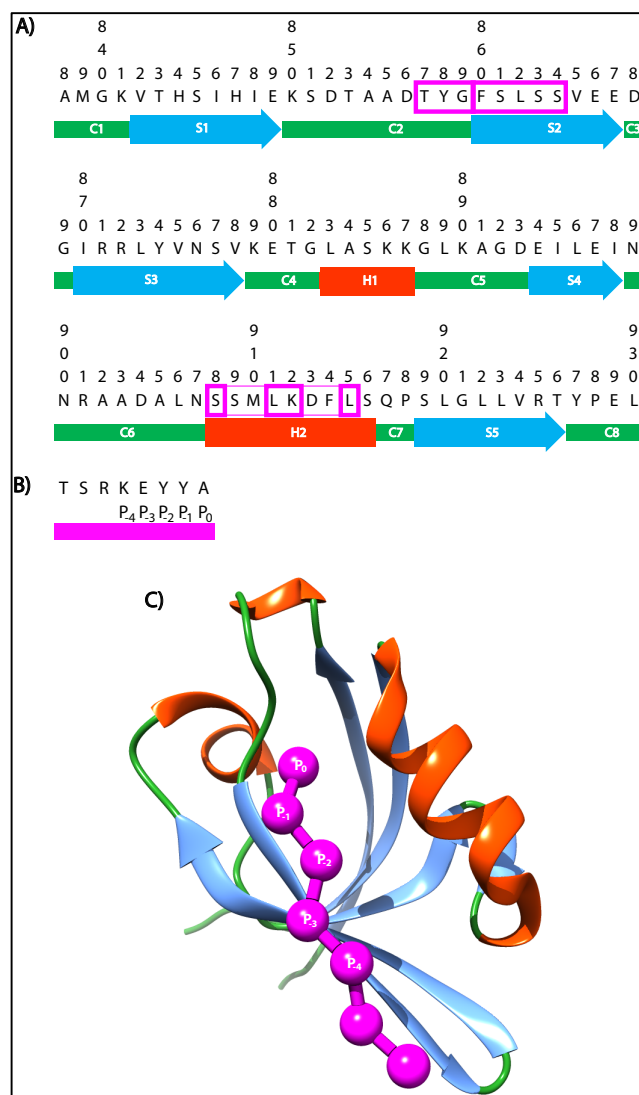 A)
8 8 8
4 5 6
8 9 0 1 2 3 4 5 6 7 8 9 0 1 2 3 4 5 6 7 8 9 0 1 2 3 4 5 6 7 8
A M G K V T H S I H I E K S D T A A D T Y G F S L S S V E E D
C1 S1 C2 S2 C3
8 8 8
7 8 9
9 0 1 2 3 4 5 6 7 8 9 0 1 2 3 4 5 6 7 8 9 0 1 2 3 4 5 6 7 8 9
G I R R L Y V N S V K E T G L A S K K G L K A G D E I L E I N
S3 C4 H1 C5 S4
9 9 9 9
0 1 2 3
0 1 2 3 4 5 6 7 8 9 0 1 2 3 4 5 6 7 8 9 0 1 2 3 4 5 6 7 8 9 0
N R A A D A L N S S M L K D F L S Q P S L G L L V R T Y P E L
C6 H2 C7 S5 C8
B)
T S R K E Y Y A
P-4 P-3 P-2 P-1 P0
C)
P0
P-1
P-2
P-3
P-4